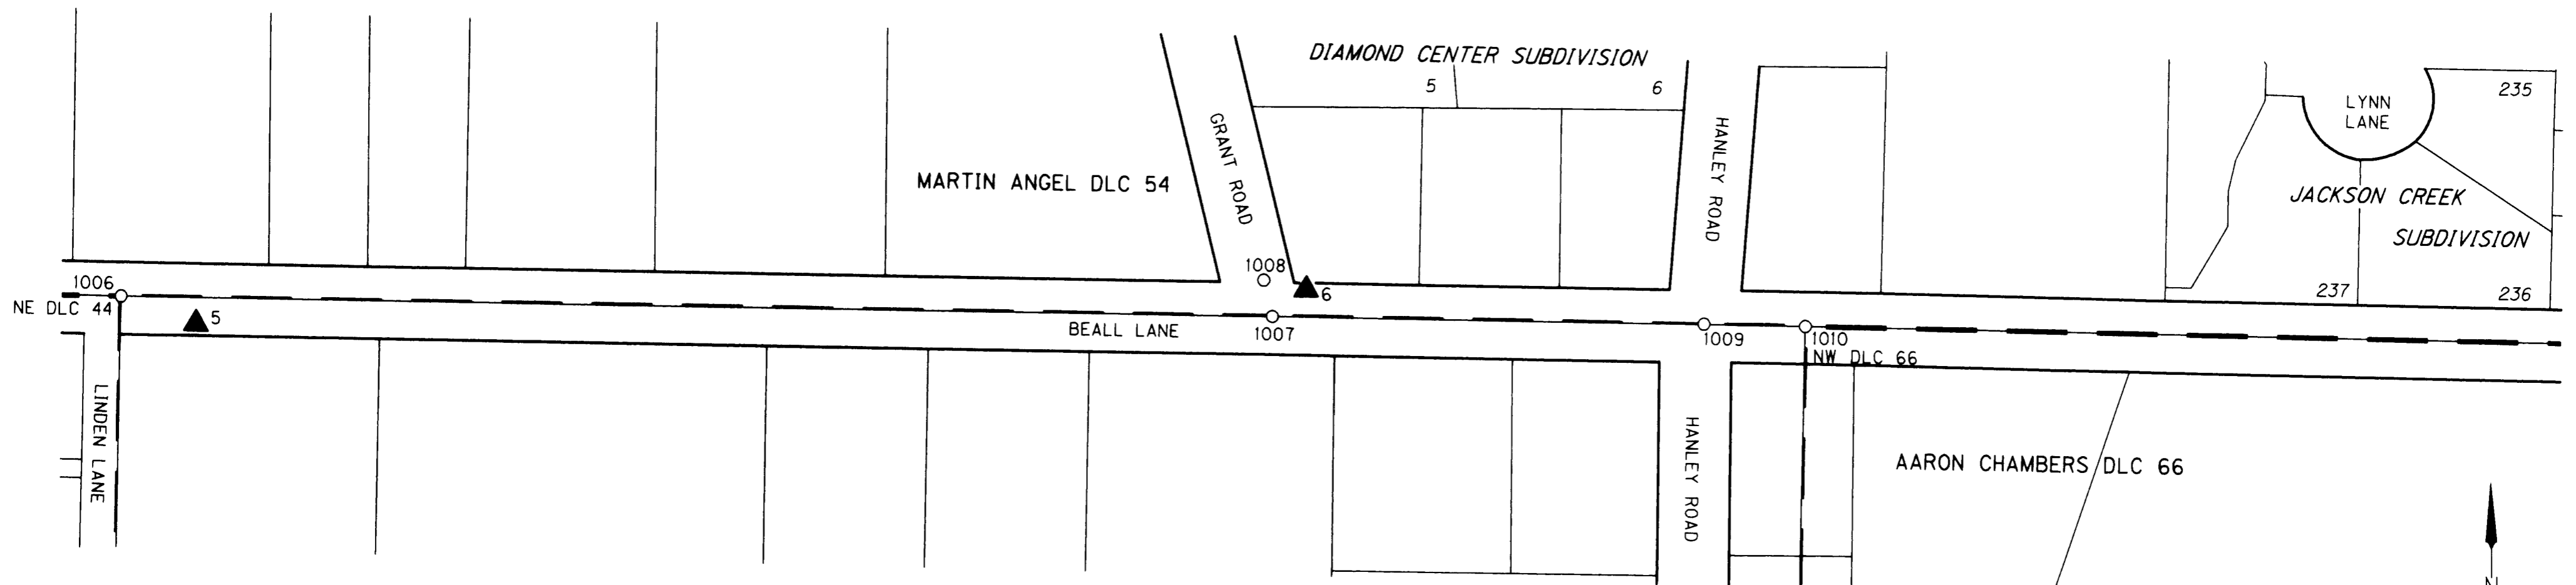 DIAMOND CENTER SUBDIVISION
5
6
235
LYNN
LANE
GRANT ROAD
HANLEY ROAD
MARTIN ANGEL DLC 54
JACKSON CREEK
SUBDIVISION
1008
1006
6
237
236
NE DLC 44
5
BEALL LANE
1007
1009
1010
NW DLC 66
LINDEN LANE
HANLEY ROAD
AARON CHAMBERS DLC 66
N